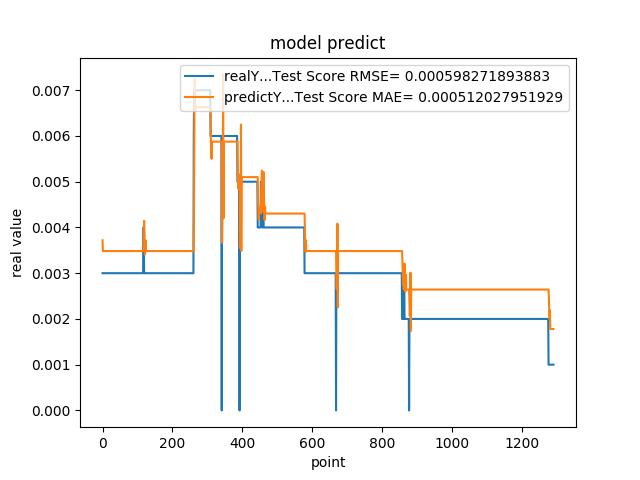 model predict
realY...Test Score RMSE= 0.000598271893883
predictY...Test Score MAE= 0.000512027951929
0.007
0.006
0.005
0.004
0.003
0.002
0.001
0.000
real value
0 200 400 600 800 1000 1200
point